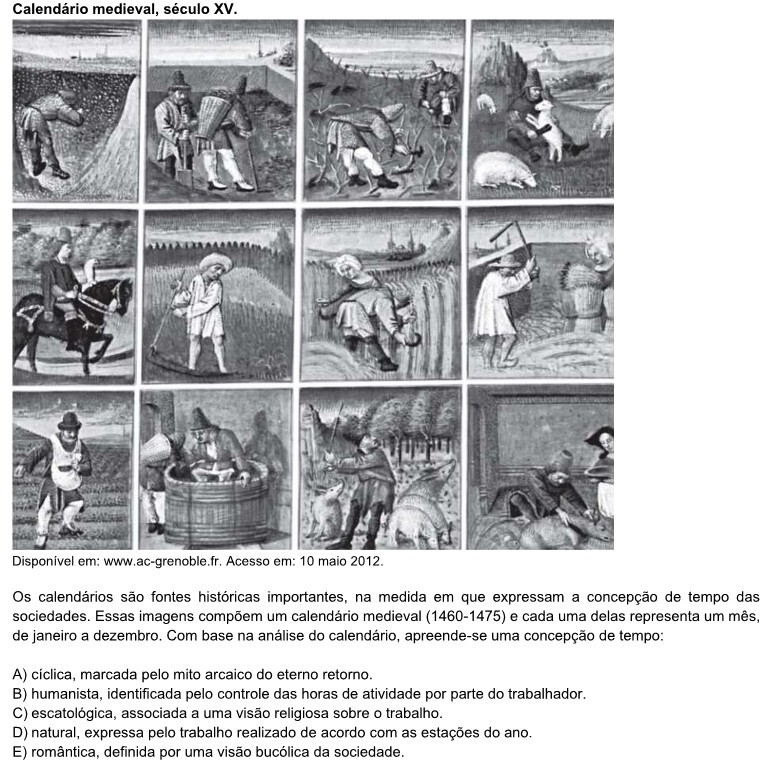 Calendário medieval, século XV.
Disponível em: www.ac-grenoble.fr. Acesso em: 10 maio 2012.
Os calendários são fontes históricas importantes, na medida em que expressam a concepção de tempo das
sociedades. Essas imagens compõem um calendário medieval (1460-1475) e cada uma delas representa um mês,
de janeiro a dezembro. Com base na análise do calendário, apreende-se uma concepção de tempo:
A) cíclica, marcada pelo mito arcaico do eterno retorno.
B) humanista, identificada pelo controle das horas de atividade por parte do trabalhador.
C) escatológica, associada a uma visão religiosa sobre o trabalho.
D) natural, expressa pelo trabalho realizado de acordo com as estações do ano.
E) romântica, definida por uma visão bucólica da sociedade.